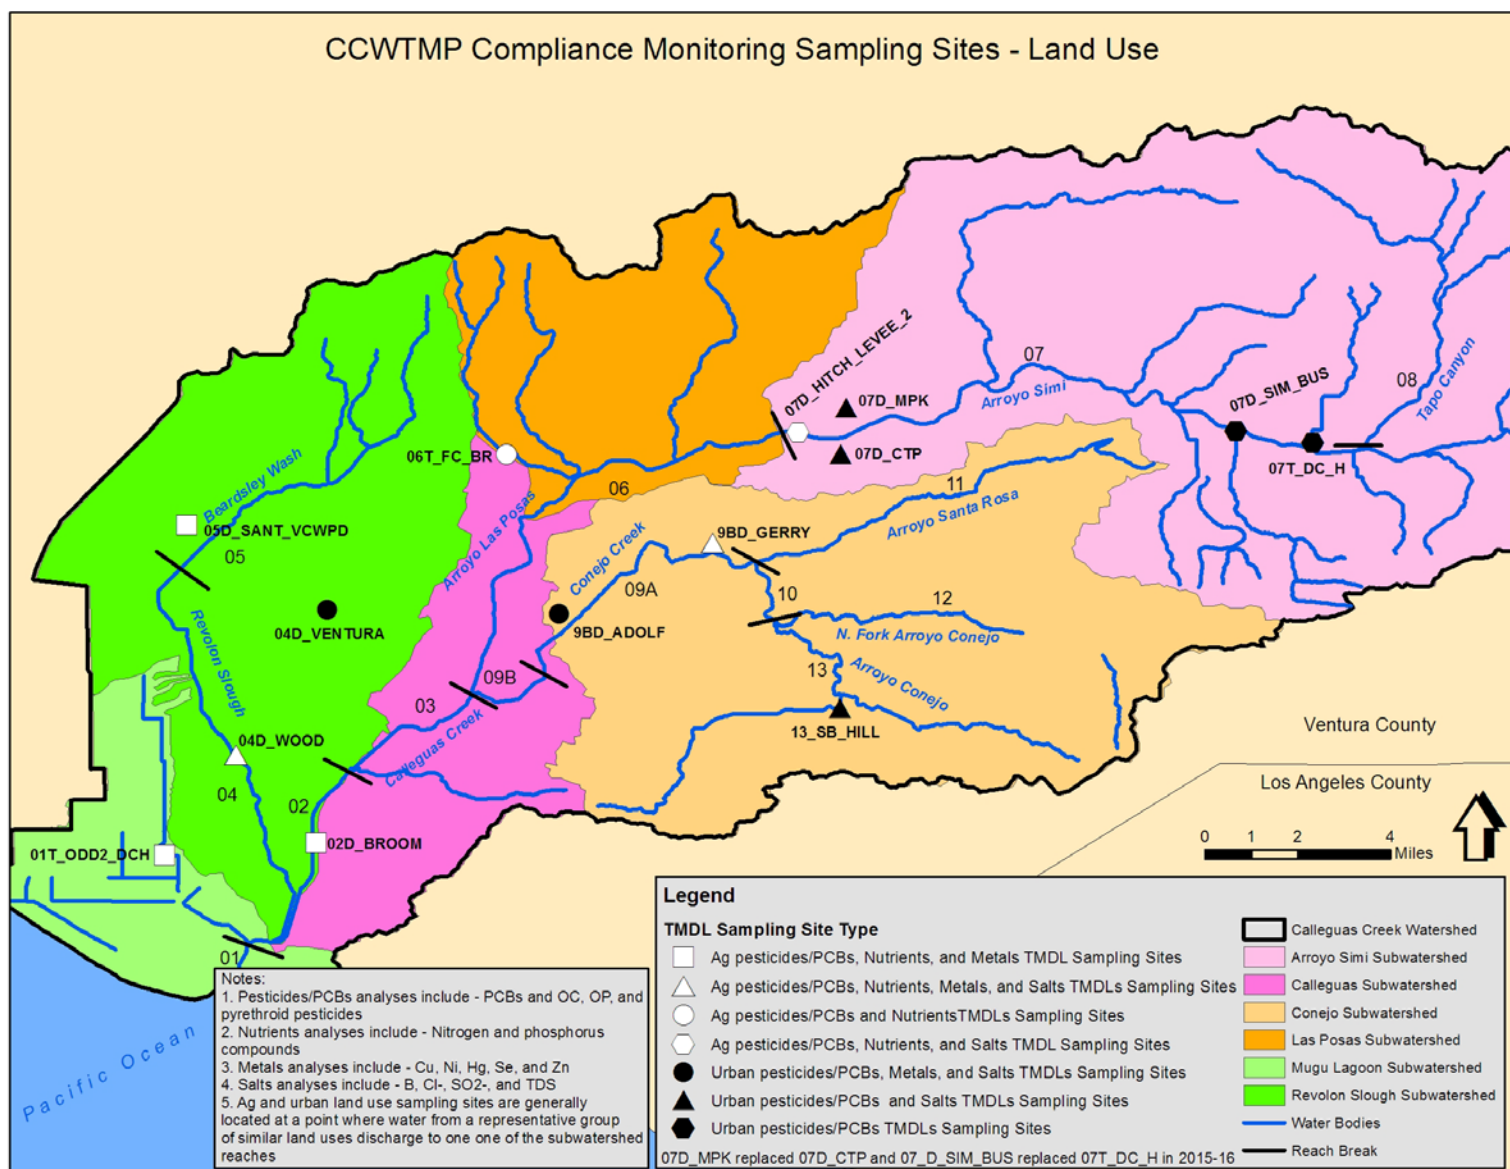 CCWTMP Compliance Monitoring Sampling Sites - Land Use
07D_HITCH_LEVEE_2
07
07D_MPK
Arroyo Simi
07D_SIM_BUS
08
Tapo Canyon
06T_FC_BR
07D_CTP
07T_DC_H
06
11
Beardsley Wash
Arroyo Las Posas
Arroyo Santa Rosa
05D_SANT_VCWPD
9BD_GERRY
Conejo Creek
05
09A
10
12
04D_VENTURA
9BD_ADOLF
N. Fork Arroyo Conejo
Revolon Slough
09B
13
Arroyo Conejo
03
04D_WOOD
Calleguas Creek
13_SB_HILL
Ventura County
Los Angeles County
04
02
01T_ODD2_DCH
02D_BROOM
0 1 2 4
Miles
01
Pacific Ocean
Notes:
1. Pesticides/PCBs analyses include - PCBs and OC, OP, and
pyrethroid pesticides
2. Nutrients analyses include - Nitrogen and phosphorus
compounds
3. Metals analyses include - Cu, Ni, Hg, Se, and Zn
4. Salts analyses include - B, Cl-, SO2-, and TDS
5. Ag and urban land use sampling sites are generally
located at a point where water from a representative group
of similar land uses discharge to one one of the subwatershed
reaches
Legend
TMDL Sampling Site Type
Ag pesticides/PCBs, Nutrients, and Metals TMDL Sampling Sites
Ag pesticides/PCBs, Nutrients, Metals, and Salts TMDLs Sampling Sites
Ag pesticides/PCBs and NutrientsTMDLs Sampling Sites
Ag pesticides/PCBs, Nutrients, and Salts TMDL Sampling Sites
Urban pesticides/PCBs, Metals, and Salts TMDLs Sampling Sites
Urban pesticides/PCBs and Salts TMDLs Sampling Sites
Urban pesticides/PCBs TMDLs Sampling Sites
07D_MPK replaced 07D_CTP and 07_D_SIM_BUS replaced 07T_DC_H in 2015-16
Calleguas Creek Watershed
Arroyo Simi Subwatershed
Calleguas Subwatershed
Conejo Subwatershed
Las Posas Subwatershed
Mugu Lagoon Subwatershed
Revolon Slough Subwatershed
Water Bodies
Reach Break